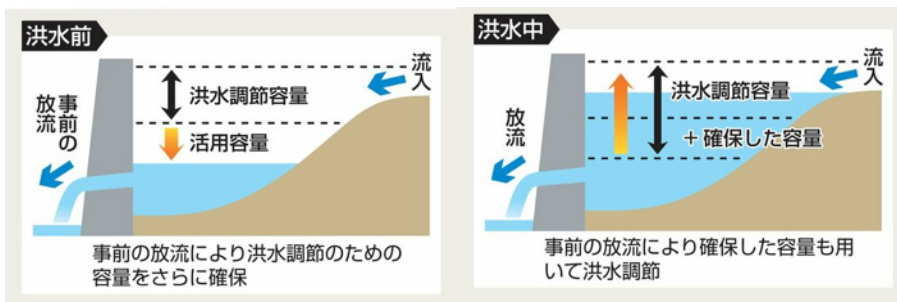 洪水前
流入
洪水調節容量
事前の
放流
活用容量
事前の放流により洪水調節のための
容量をさらに確保
洪水中
流入
洪水調節容量
放流
+確保した容量
事前の放流により確保した容量も用
いて洪水調節